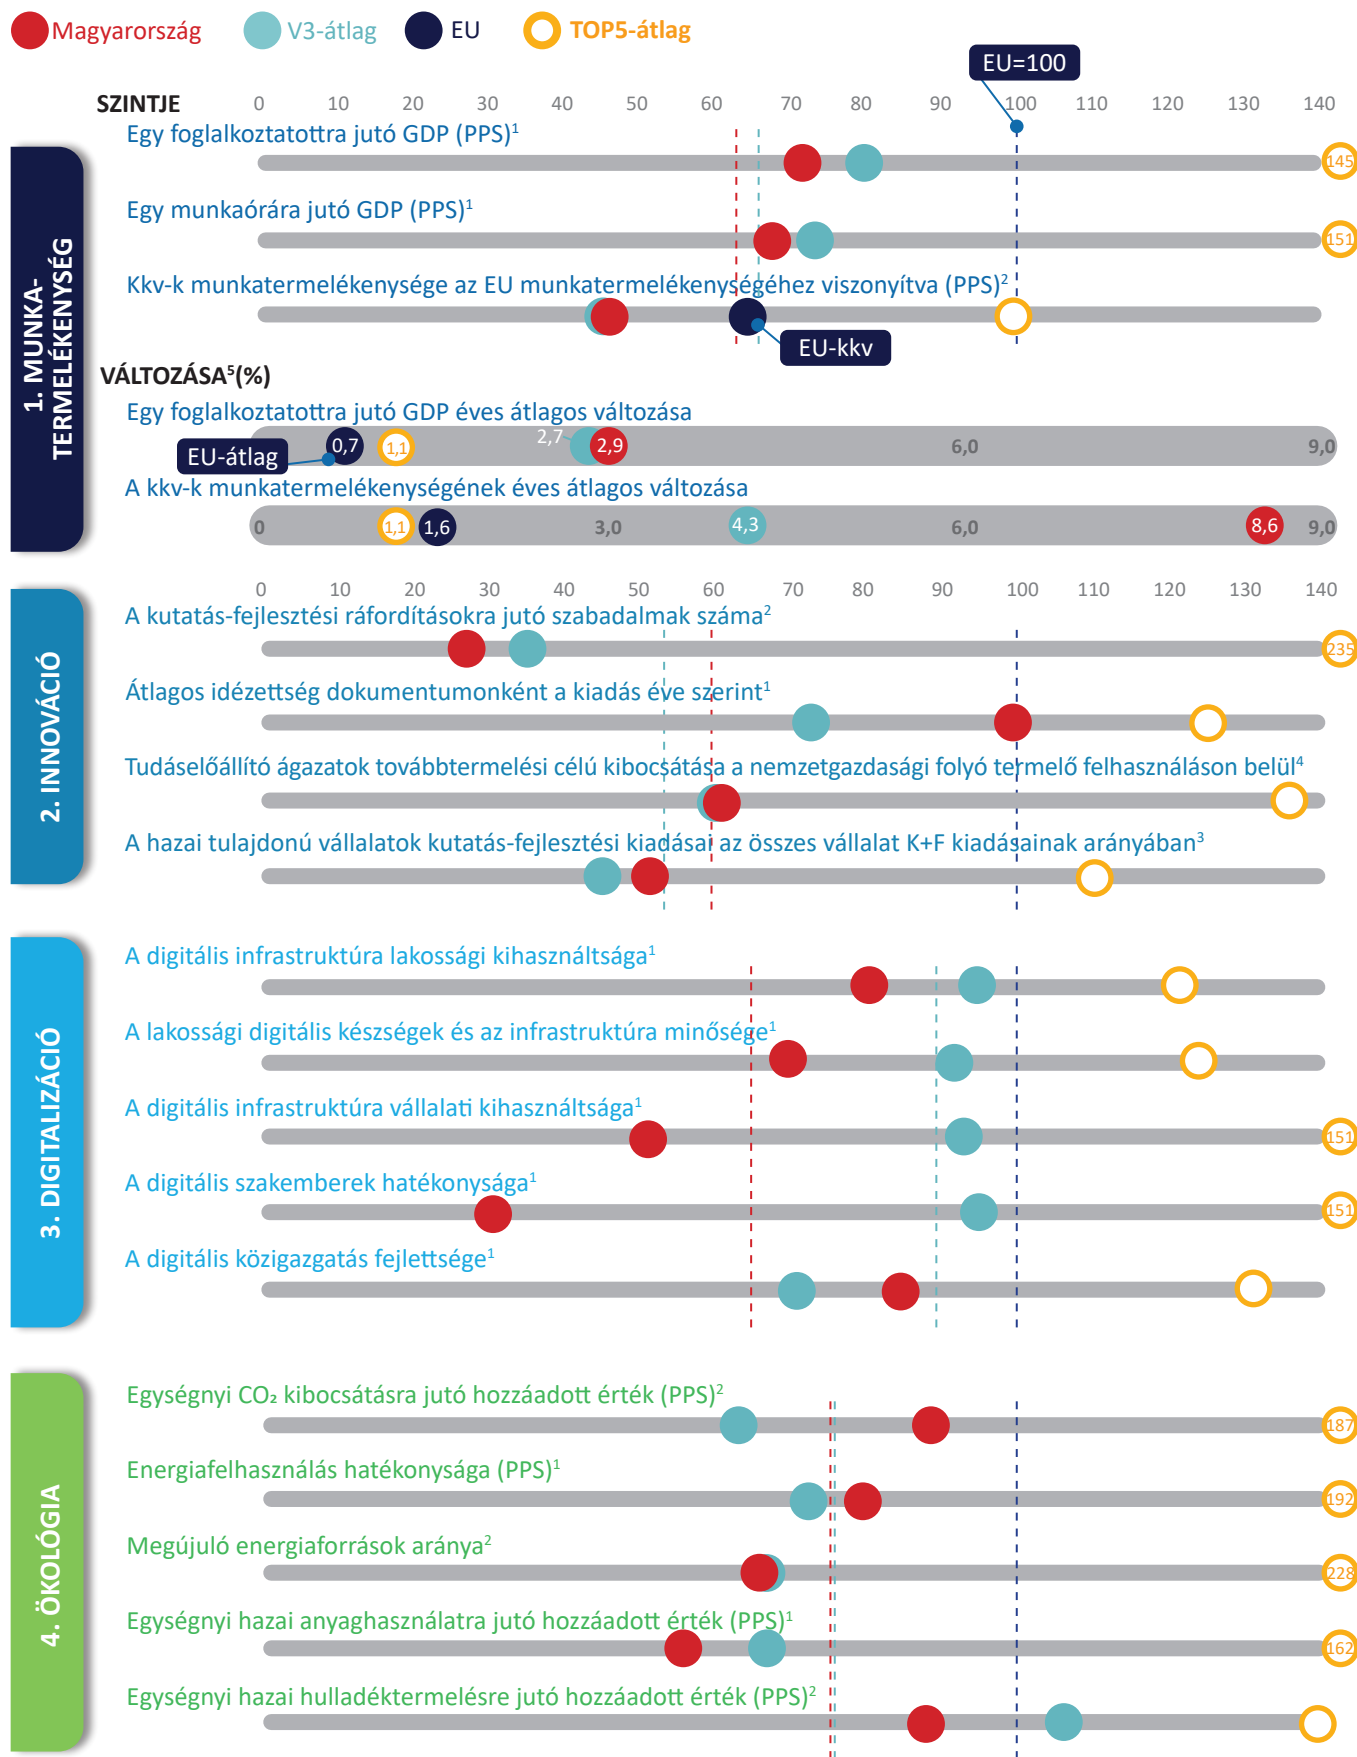 Magyarország V3-átlag EU TOP5-átlag
EU=100
SZINTJE 0 10 20 30 40 50 60 70 80 90 100 110 120 130 140
1. MUNKA-
TERMELÉKENYSÉG
Egy foglalkoztatottra jutó GDP (PPS)¹
145
Egy munkaórára jutó GDP (PPS)¹
151
Kkv-k munkatermelékenysége az EU munkatermelékenységéhez viszonyítva (PPS)²
EU-kkv
VÁLTOZÁSA⁵(%)
Egy foglalkoztatottra jutó GDP éves átlagos változása
EU-átlag 0,7 1,1 2,7 2,9 6,0 9,0
A kkv-k munkatermelékenységének éves átlagos változása
0 1,1 1,6 3,0 4,3 6,0 8,6 9,0
0 10 20 30 40 50 60 70 80 90 100 110 120 130 140
2. INNOVÁCIÓ
A kutatás-fejlesztési ráfordításokra jutó szabadalmak száma²
235
Átlagos idézettség dokumentumonként a kiadás éve szerint¹
Tudáselőállító ágazatok továbbtermelési célú kibocsátása a nemzetgazdasági folyó termelő felhasználáson belül⁴
A hazai tulajdonú vállalatok kutatás-fejlesztési kiadásai az összes vállalat K+F kiadásainak arányában³
3. DIGITALIZÁCIÓ
A digitális infrastruktúra lakossági kihasználtsága¹
A lakossági digitális készségek és az infrastruktúra minősége¹
A digitális infrastruktúra vállalati kihasználtsága¹
151
A digitális szakemberek hatékonysága¹
151
A digitális közigazgatás fejlettsége¹
4. ÖKOLÓGIA
Egységnyi CO₂ kibocsátásra jutó hozzáadott érték (PPS)²
187
Energiafelhasználás hatékonysága (PPS)¹
192
Megújuló energiaforrások aránya²
228
Egységnyi hazai anyaghasználatra jutó hozzáadott érték (PPS)¹
162
Egységnyi hazai hulladéktermelésre jutó hozzáadott érték (PPS)²